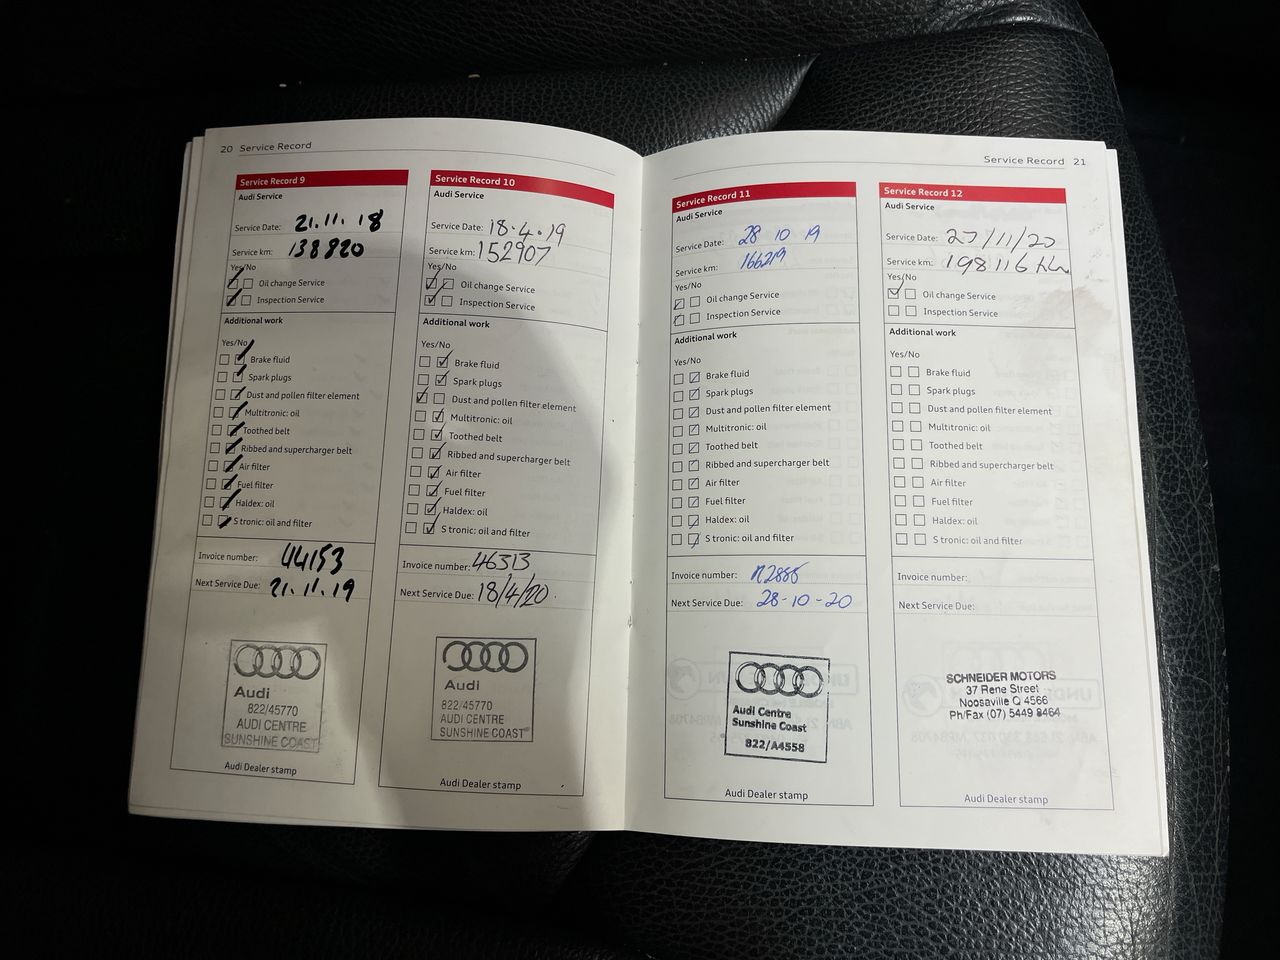 20 Service Record
Service Record 9
Audi Service
Service Date: 21.11.18
Service km: 138820
Yes/No
Oil change Service
Inspection Service
Additional work
Yes/No
Brake fluid
Spark plugs
Dust and pollen filter element
Multitronic: oil
Toothed belt
Ribbed and supercharger belt
Air filter
Fuel filter
Haldex: oil
S tronic: oil and filter
Invoice number: 44153
Next Service Due: 21.11.19
Audi
822/45770
AUDI CENTRE
SUNSHINE COAST
Audi Dealer stamp
Service Record 10
Audi Service
Service Date: 18.4.19
Service km: 152907
Yes/No
Oil change Service
Inspection Service
Additional work
Yes/No
Brake fluid
Spark plugs
Dust and pollen filter element
Multitronic: oil
Toothed belt
Ribbed and supercharger belt
Air filter
Fuel filter
Haldex: oil
S tronic: oil and filter
Invoice number: 46313
Next Service Due: 18/4/20
Audi
822/45770
AUDI CENTRE
SUNSHINE COAST
Audi Dealer stamp
Service Record 21
Service Record 11
Audi Service
Service Date: 28 10 19
Service km: 166219
Yes/No
Oil change Service
Inspection Service
Additional work
Yes/No
Brake fluid
Spark plugs
Dust and pollen filter element
Multitronic: oil
Toothed belt
Ribbed and supercharger belt
Air filter
Fuel filter
Haldex: oil
S tronic: oil and filter
Invoice number:
Next Service Due: 28-10-20
Audi Centre
Sunshine Coast
822/A4558
Audi Dealer stamp
Service Record 12
Audi Service
Service Date: 27/11/20
Service km: 198116 km
Yes/No
Oil change Service
Inspection Service
Additional work
Yes/No
Brake fluid
Spark plugs
Dust and pollen filter element
Multitronic: oil
Toothed belt
Ribbed and supercharger belt
Air filter
Fuel filter
Haldex: oil
S tronic: oil and filter
Invoice number:
Next Service Due:
SCHNEIDER MOTORS
37 Rene Street
Noosaville Q 4566
Ph/Fax (07) 5449 8464
Audi Dealer stamp